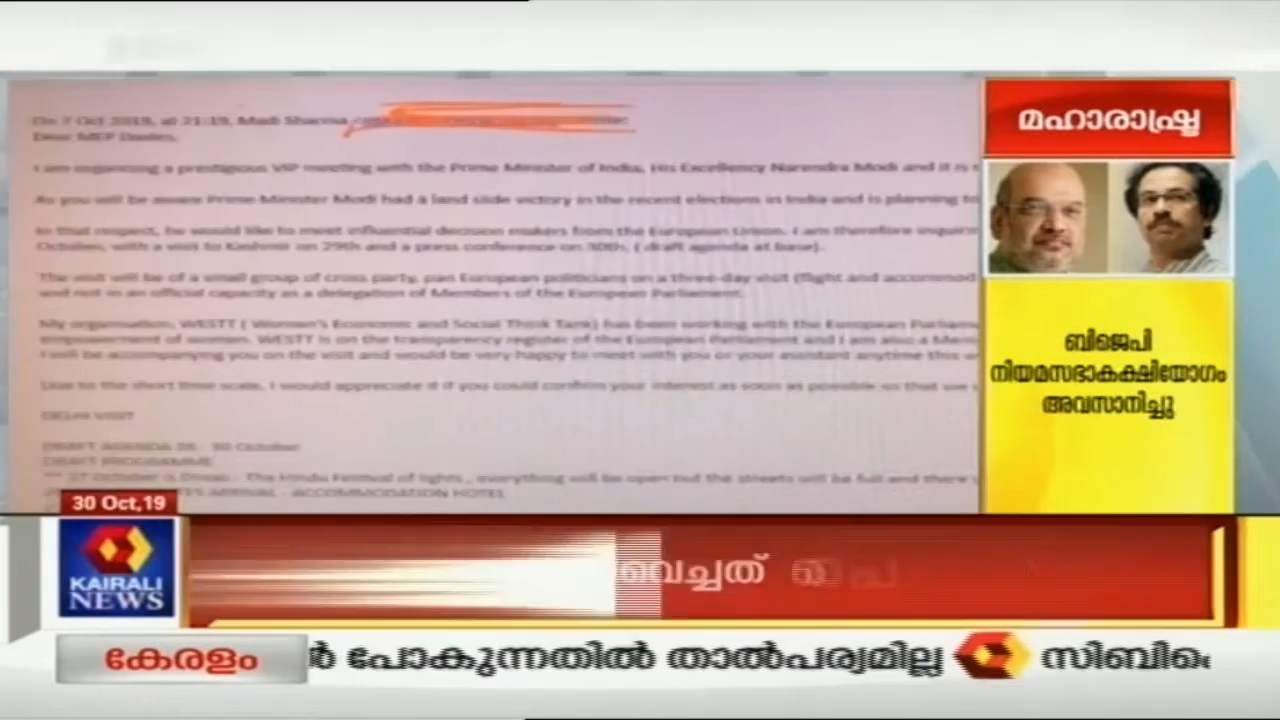 On 7 Oct 2019, at 21:19, Madi Sharma
Dear MEP Davies,
I am organising a prestigious VIP meeting with the Prime Minister of India, His Excellency Narendra Modi and it is
As you will be aware Prime Minister Modi had a land slide victory in the recent elections in India and is planning to
In that respect, he would like to meet influential decision makers from the European Union. I am therefore
October, with a visit to Kashmir on 29th and a press conference on 30th. ( draft agenda at base).
The visit will be of a small group of cross party, pan European politicians on a three-day visit (flight and
and not in an official capacity as a delegation of Members of the European Parliament.
My organisation, WESTT ( Women's Economic and Social Think Tank) has been working with the European
empowerment of women. WESTT is on the transparency register of the European Parliament and I am also a
I will be accompanying you on the visit and would be very happy to meet with you or your assistant anytime this
Due to the short time scale, I would appreciate it if you could confirm your interest as soon as possible so that we
DELHI VISIT
DRAFT AGENDA 28 - 30 October
DRAFT PROGRAMME
27 October is Diwas - The Hindu Festival of lights , everything will be open but the streets will be full and there
ARRIVAL - ACCOMMODATION HOTEL
മഹാരാഷ്ട്ര
ബിജെപി
നിയമസഭാകക്ഷിയോഗം
അവസാനിച്ചു
30 Oct,19
KAIRALI
NEWS
വെച്ചത്
കേരളം
ൽ പോകുന്നതിൽ താൽപര്യമില്ല സിബിഐ